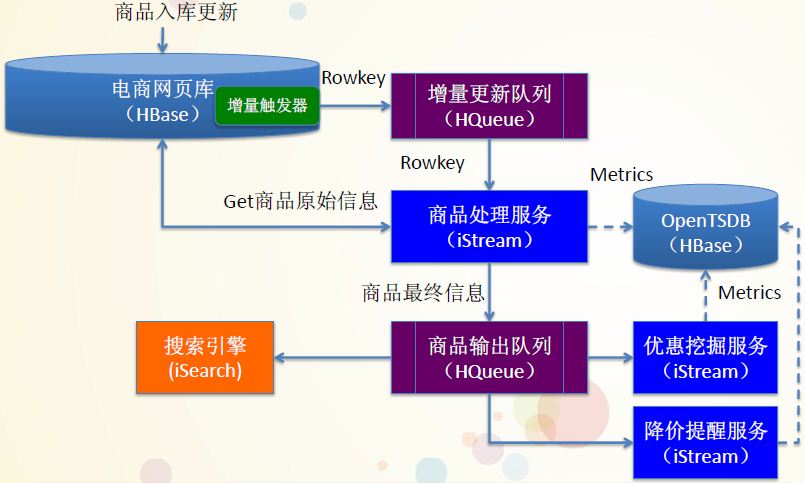 商品入库更新
电商网页库
（HBase）
增量触发器
Rowkey
增量更新队列
（HQueue）
Rowkey
Metrics
Get商品原始信息
商品处理服务
（iStream）
OpenTSDB
（HBase）
商品最终信息
Metrics
搜索引擎
(iSearch)
商品输出队列
（HQueue）
优惠挖掘服务
（iStream）
降价提醒服务
（iStream）